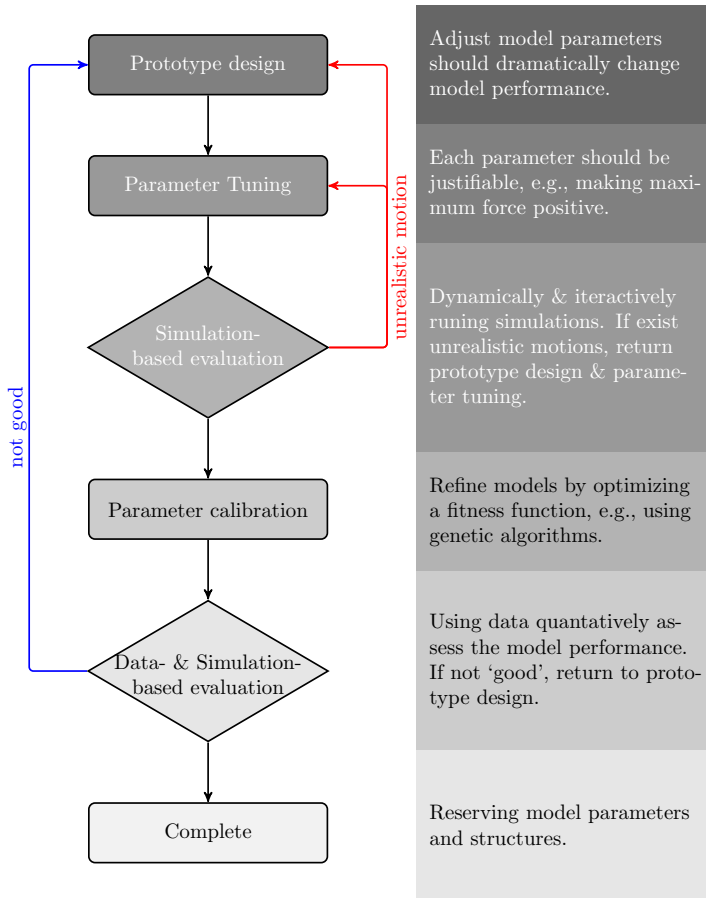 Prototype design
Adjust model parameters
should dramatically change
model performance.
Parameter Tuning
Each parameter should be
justifiable, e.g., making maxi-
mum force positive.
unrealistic motion
Simulation-
based evaluation
Dynamically & iteractively
runing simulations. If exist
unrealistic motions, return
prototype design & parame-
ter tuning.
not good
Parameter calibration
Refine models by optimizing
a fitness function, e.g., using
genetic algorithms.
Data- & Simulation-
based evaluation
Using data quantatively as-
sess the model performance.
If not ‘good’, return to proto-
type design.
Complete
Reserving model parameters
and structures.